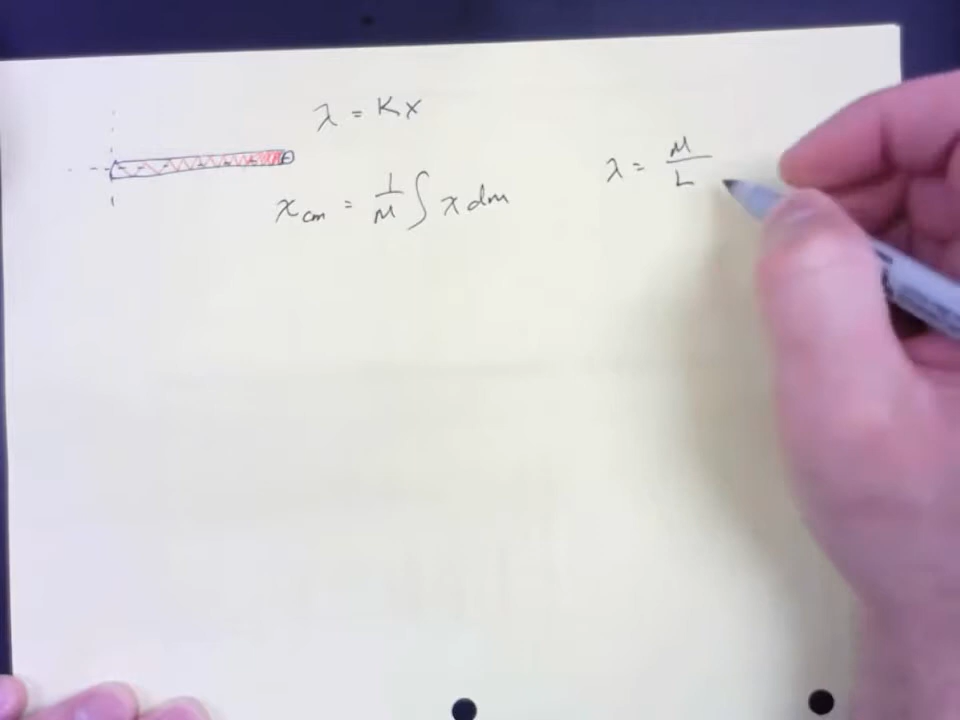 λ = Kx
x_cm = 1/M ∫ x dm
λ = M/L